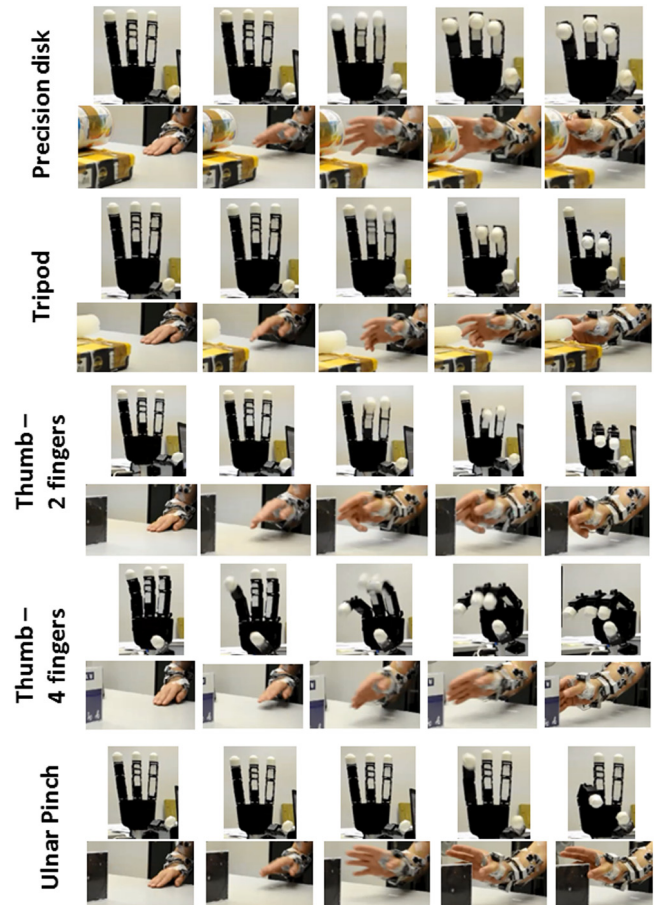 Precision disk
Tripod
Thumb –
2 fingers
Thumb –
4 fingers
Ulnar Pinch